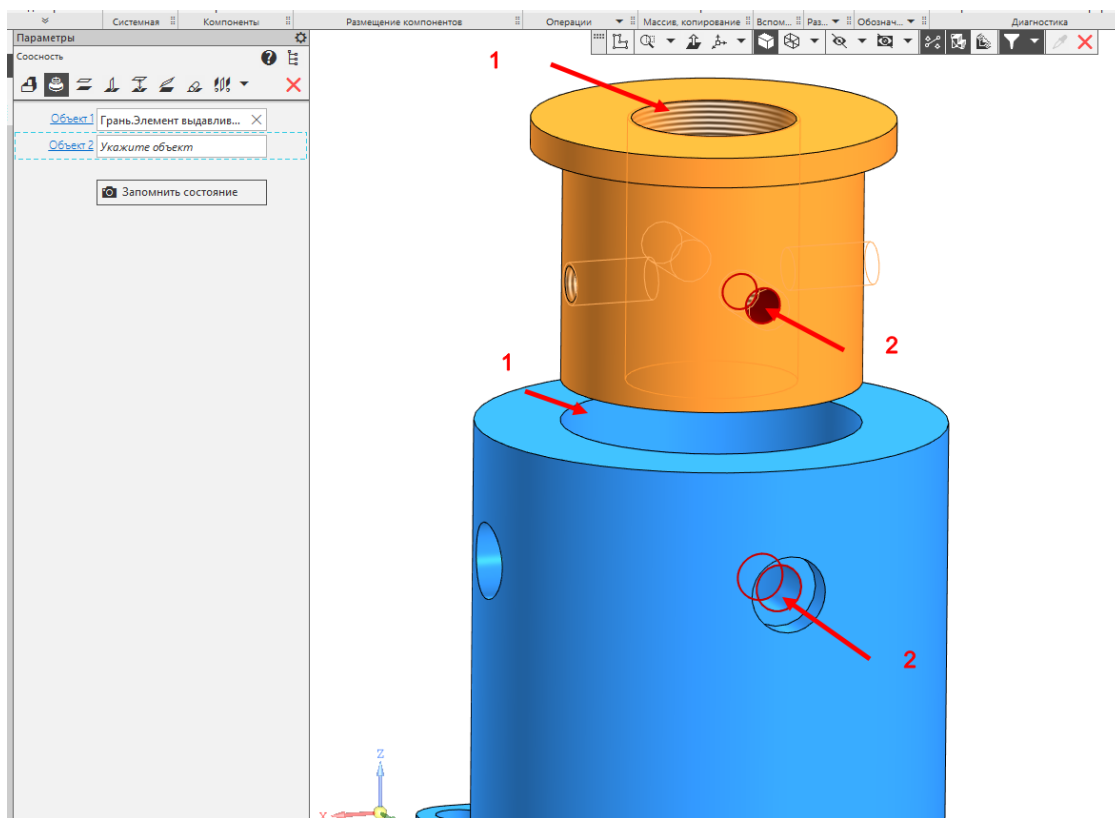 Системная
Компоненты
Размещение компонентов
Операции
Массив, копирование
Вспом...
Раз...
Обознач...
Диагностика
Параметры
Соосность
Объект 1 Грань.Элемент выдавлив...
Объект 2 Укажите объект
Запомнить состояние
1
2
1
2
Z